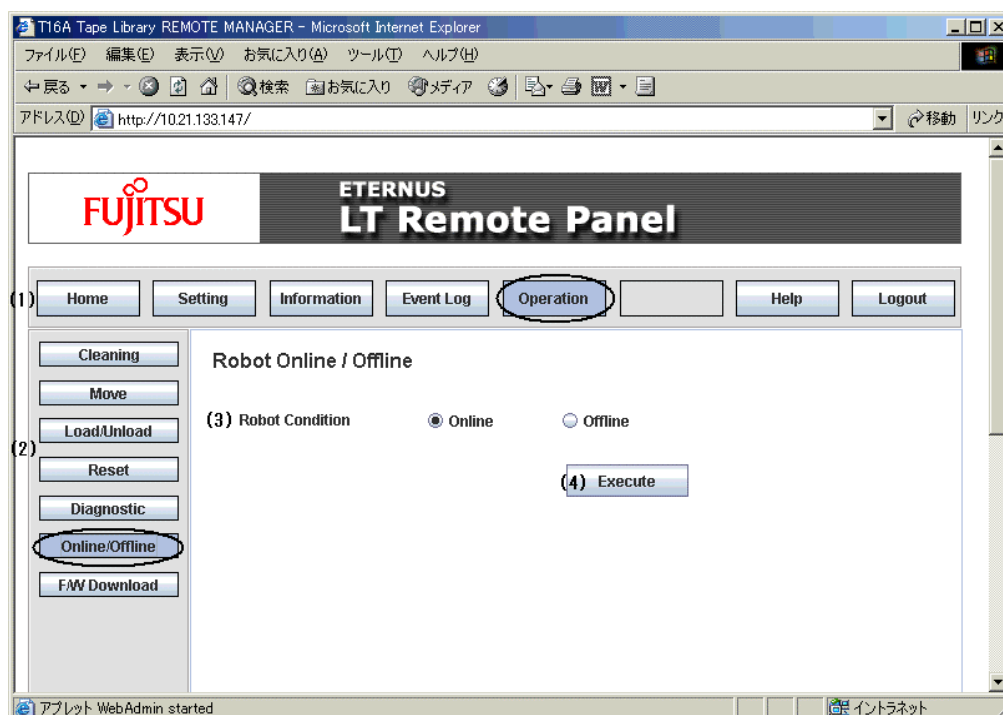 T16A Tape Library REMOTE MANAGER - Microsoft Internet Explorer
ファイル(F) 編集(E) 表示(V) お気に入り(A) ツール(T) ヘルプ(H)
戻る 検索 お気に入り メディア
アドレス(D) http://10.21.133.147/ 移動 リンク
FUJITSU
ETERNUS
LT Remote Panel
(1) Home Setting Information Event Log Operation Help Logout
Cleaning
Robot Online / Offline
Move
(3) Robot Condition Online Offline
Load/Unload
(2)
Reset
(4) Execute
Diagnostic
Online/Offline
F/W Download
アプレット WebAdmin started イントラネット